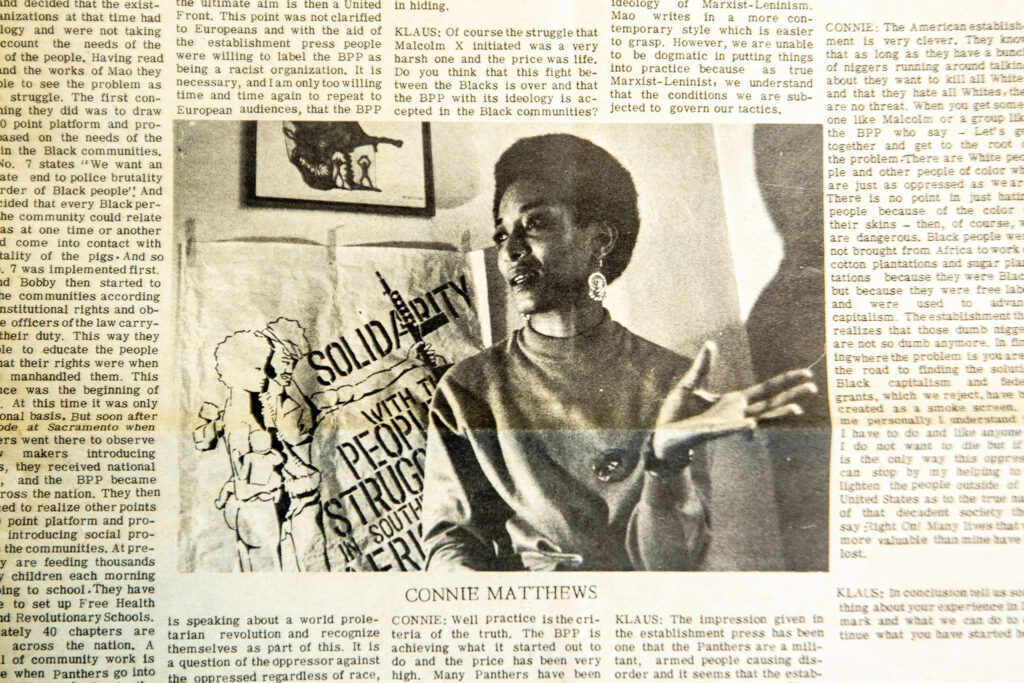 and decided that the exist-
anizations at that time had
logy and were not taking
account the needs of the
of the people. Having read
and the works of Mao they
ble to see the problem as
struggle. The first con-
hing they did was to draw
0 point platform and pro-
based on the needs of the
in the Black communities.
No. 7 states "We want an
ate end to police brutality
rder of Black people"! And
cided that every Black per-
he community could relate
as at one time or another
d come into contact with
tality of the pigs. And so
. 7 was implemented first.
nd Bobby then started to
he communities according
nstitutional rights and ob-
e officers of the law carry-
their duty. This way they
ble to educate the people
hat their rights were when
manhandled them. This
nce was the beginning of
. At this time it was only
onal basis. But soon after
ode at Sacramento when
ers went there to observe
w makers introducing
s, they received national
, and the BPP became
cross the nation. They then
ced to realize other points
point platform and pro-
introducing social pro-
the communities. At pre-
y are feeding thousands
y children each morning
oing to school. They have
e to set up Free Health
nd Revolutionary Schools.
ately 40 chapters are
across the nation. A
l of community work is
e when Panthers go into
the ultimate aim is then a United
Front. This point was not clarified
to Europeans and with the aid of
the establishment press people
were willing to label the BPP as
being a racist organization. It is
necessary, and I am only too willing
time and time again to repeat to
European audiences, that the BPP
in hiding.
KLAUS: Of course the struggle that
Malcolm X initiated was a very
harsh one and the price was life.
Do you think that this fight be-
tween the Blacks is over and that
the BPP with its ideology is ac-
cepted in the Black communities?
ideology of Marxist-Leninism.
Mao writes in a more con-
temporary style which is easier
to grasp. However, we are unable
to be dogmatic in putting things
into practice because as true
Marxist-Leninist, we understand
that the conditions we are sub-
jected to govern our tactics.
SOLIDARITY
WITH TH
PEOPLE
STRUGG
IN SOUTH
ERI
CONNIE MATTHEWS
is speaking about a world prole-
tarian revolution and recognize
themselves as part of this. It is
a question of the oppressor against
the oppressed regardless of race,
CONNIE: Well practice is the cri-
teria of the truth. The BPP is
achieving what it started out to
do and the price has been very
high. Many Panthers have been
KLAUS: The impression given in
the establishment press has been
one that the Panthers are a mili-
tant, armed people causing dis-
order and it seems that the estab-
CONNIE: The American establish-
ment is very clever. They know
that as long as they have a bunch
of niggers running around talking
about they want to kill all Whites
and that they hate all Whites, they
are no threat. When you get some
one like Malcolm or a group like
the BPP who say - Let's g
together and get to the root o
the problem. There are White peo
ple and other people of color wh
are just as oppressed as we are
There is no point in just hatin
people because of the color
their skins - then, of course, w
are dangerous. Black people we
not brought from Africa to work
cotton plantations and sugar plan
tations because they were Blac
but because they were free lab
and were used to advan
capitalism. The establishment th
realizes that those dumb nigge
are not so dumb anymore. In fin
ing where the problem is you are
the road to finding the soluti
Black capitalism and fede
grants, which we reject, have b
created as a smoke screen.
me personally I understand
I have to do and like anyone
I do not want to die but if
is the only way this oppres
can stop by my helping to
lighten the people outside of
United States as to the true na
of that decadent society th
say Right On! Many lives that
more valuable than mine have
lost.
KLAUS: In conclusion tell us so
thing about your experience in
mark and what we can do to
tinue what you have started h